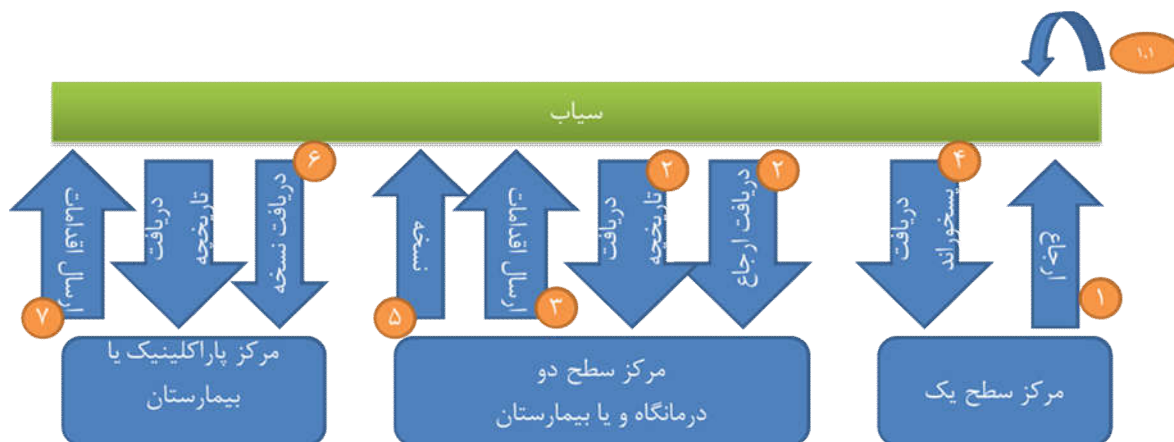 ۱.۱
سیاب
ارجاع
۱
دریافت
پسخوراند
۴
دریافت ارجاع
۲
دریافت
تاریخچه
۲
ارسال اقدامات
۳
نسخه
۵
دریافت نسخه
۶
دریافت
تاریخچه
ارسال اقدامات
۷
مرکز سطح یک
مرکز سطح دو
درمانگاه و یا بیمارستان
مرکز پاراکلینیک یا
بیمارستان